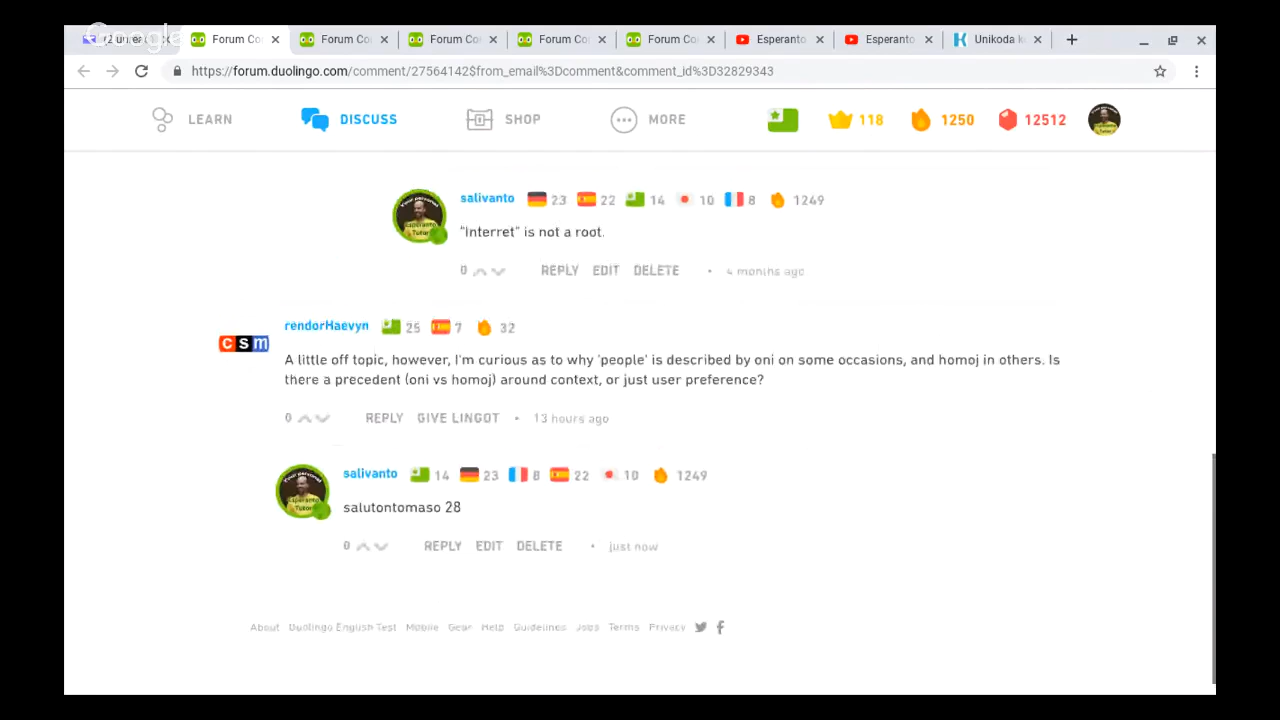 Google
Forum Co
Forum Co
Forum Co
Forum Co
Forum Co
Esperanto
Esperanto
Unikoda k
https://forum.duolingo.com/comment/27564142$from_email%3Dcomment&comment_id%3D32829343
LEARN DISCUSS SHOP MORE 118 1250 12512
salivanto 23 22 14 10 8 1249
"Interret" is not a root.
0 REPLY EDIT DELETE • 4 months ago
rendorHaevyn 25 7 32
csm
A little off topic, however, I'm curious as to why 'people' is described by oni on some occasions, and homoj in others. Is
there a precedent (oni vs homoj) around context, or just user preference?
0 REPLY GIVE LINGOT • 13 hours ago
salivanto 14 23 8 22 10 1249
salutontomaso 28
0 REPLY EDIT DELETE • just now
About Duolingo English Test Mobile Gear Help Guidelines Jobs Terms Privacy